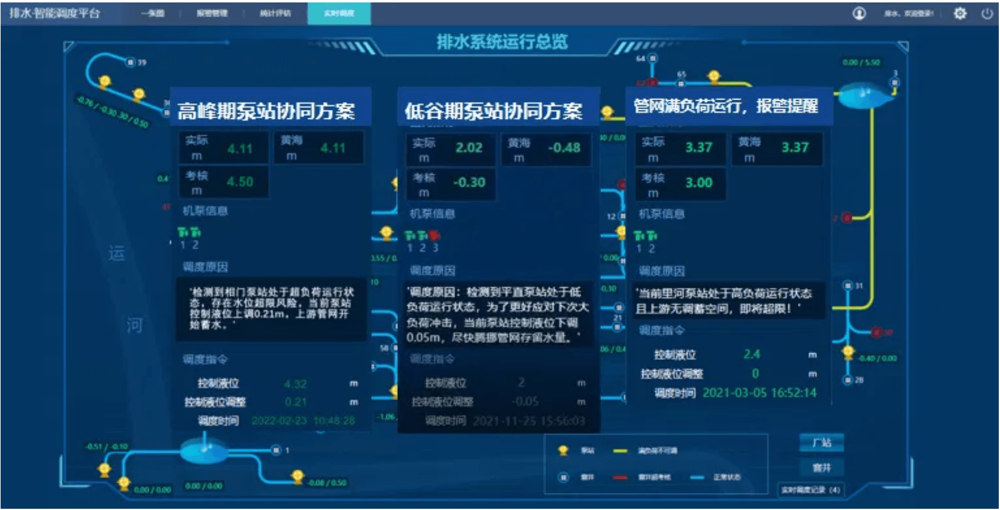 排水·智能调度平台
一张图
报警管理
统计评估
实时调度
排水，欢迎登录!
排水系统运行总览
39
-0.76 / -0.30
.30 / 0.50
64
65
0.00 / 5.50
3
高峰期泵站协同方案
实际
m
4.11
黄海
m
4.11
考核
m
4.50
机泵信息
1 2
调度原因
'检测到相门泵站处于超负荷运行状
态，存在水位超限风险，当前泵站
控制液位上调0.21m，上游管网开
始蓄水。'
调度指令
控制液位 4.32 m
控制液位调整 0.21 m
调度时间 2022-02-23 10:48:28
低谷期泵站协同方案
实际
m
2.02
黄海
m
-0.48
考核
m
-0.30
机泵信息
1 2 3
调度原因
'调度原因：检测到平直泵站处于低
负荷运行状态，为了更好应对下次大
负荷冲击，当前泵站控制液位下调
0.05m，尽快腾挪管网存留水量。'
调度指令
控制液位 2 m
控制液位调整 -0.05 m
调度时间 2021-11-25 15:56:03
管网满负荷运行，报警提醒
实际
m
3.37
黄海
m
3.37
考核
m
3.00
机泵信息
1 2
调度原因
'当前里河泵站处于高负荷运行状态
且上游无调蓄空间，即将超限！'
调度指令
控制液位 2.4 m
控制液位调整 0 m
调度时间 2021-03-05 16:52:14
运
河
12
21
58
31
-0.40 / 0.00
28
-1.06
-0.51 / -0.10
1
0.00 / 0.00
0.00 / 0.00
-0.08 / 0.50
泵站
满负荷不可调
窨井
窨井超考核
正常状态
厂站
窨井
实时调度记录（4）